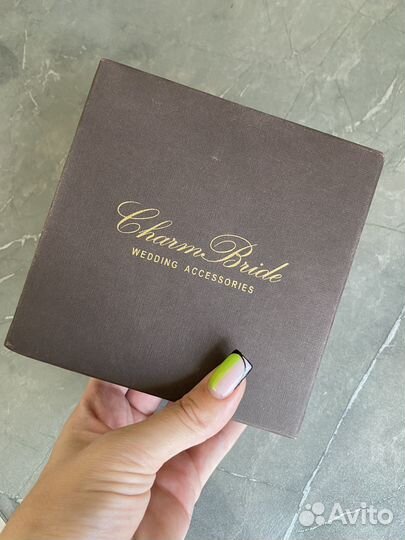 Charm Bride
WEDDING ACCESSORIES
Avito